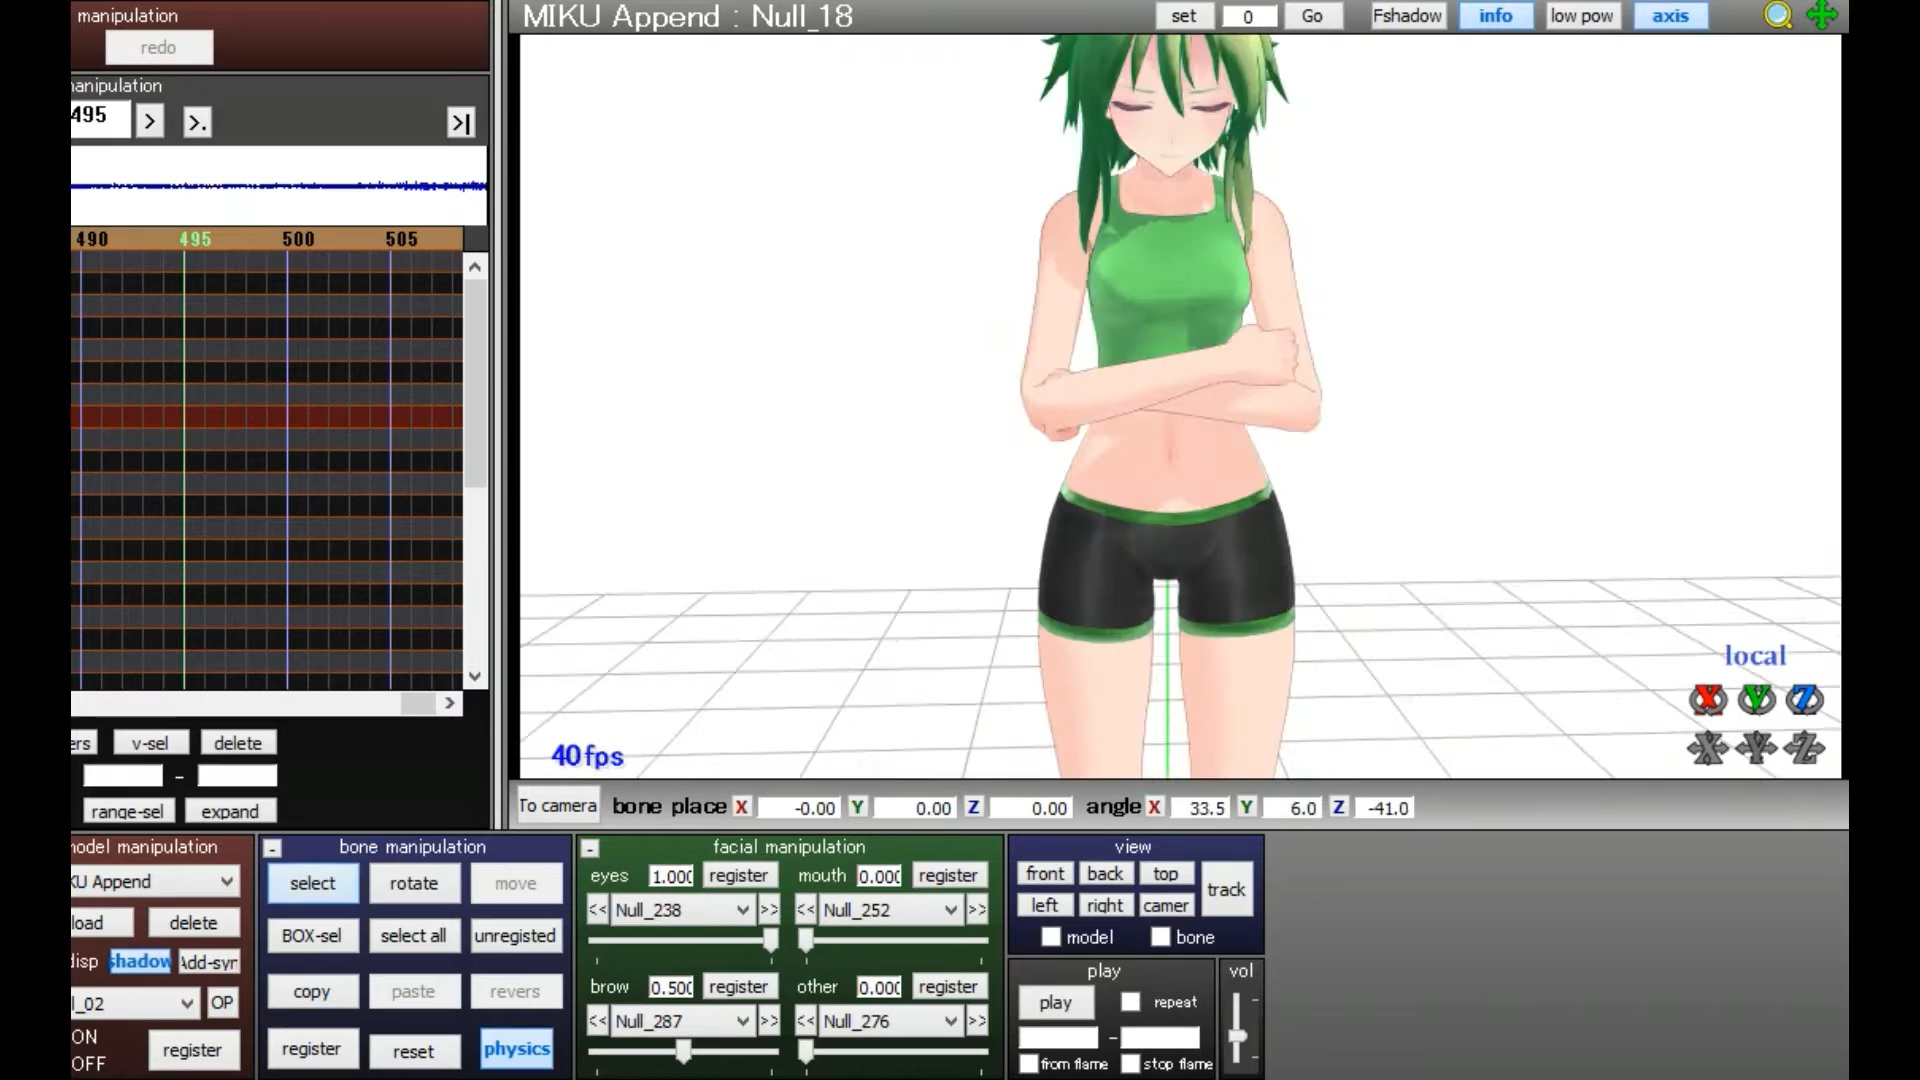 manipulation
redo
MIKU Append : Null_18
set 0 Go Fshadow info low pow axis
manipulation
495 > >. >|
490 495 500 505
local
X Y Z
X Y Z
40fps
v-sel delete
-
range-sel expand
To camera bone place X -0.00 Y 0.00 Z 0.00 angle X 33.5 Y 6.0 Z -41.0
model manipulation
KU Append
load delete
disp shadow Add-syn
l_02 OP
ON
OFF
register
- bone manipulation
select rotate move
BOX-sel select all unregisted
copy paste revers
register reset physics
- facial manipulation
eyes 1.000 register mouth 0.000 register
<< Null_238 >> << Null_252 >>
brow 0.500 register other 0.000 register
<< Null_287 >> << Null_276 >>
view
front back top
track
left right camer
model bone
play
play repeat
-
from flame stop flame
vol